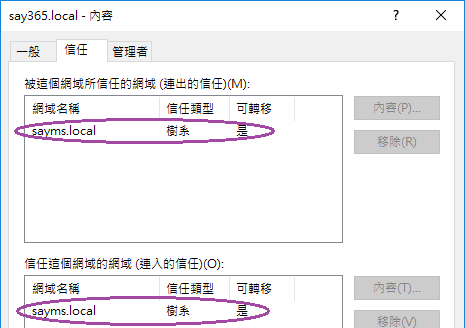 say365.local - 內容
一般 信任 管理者
被這個網域所信任的網域 (連出的信任)(M):
網域名稱 信任類型 可轉移
sayms.local 樹系 是
內容(P)...
移除(R)
信任這個網域的網域 (連入的信任)(O):
網域名稱 信任類型 可轉移
sayms.local 樹系 是
內容(T)...
移除(V)